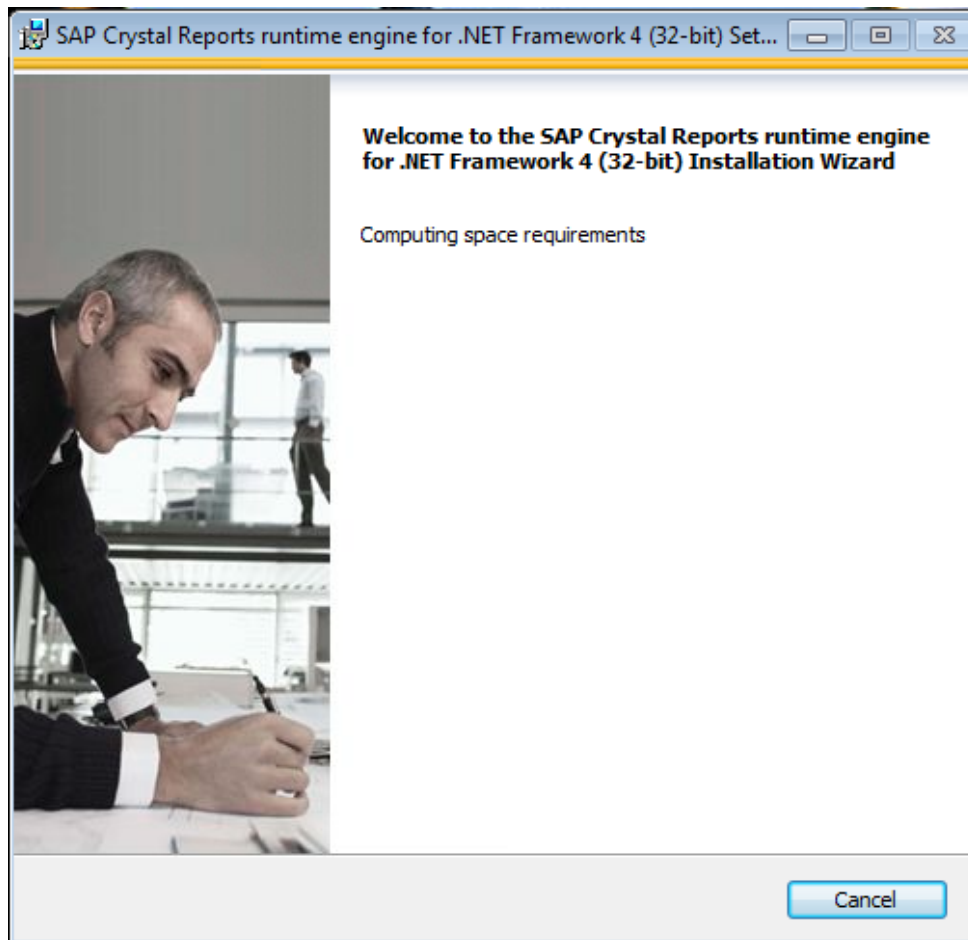 SAP Crystal Reports runtime engine for .NET Framework 4 (32-bit) Set...
Welcome to the SAP Crystal Reports runtime engine
for .NET Framework 4 (32-bit) Installation Wizard
Computing space requirements
Cancel